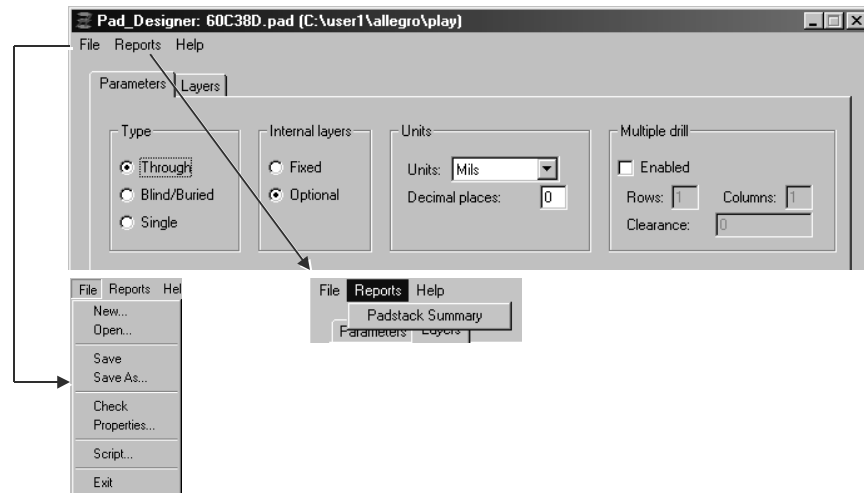 Pad_Designer: 60C38D.pad (C:\user1\allegro\play)
File Reports Help
Parameters Layers
Type
Through
Blind/Buried
Single
Internal layers
Fixed
Optional
Units
Units: Mils
Decimal places: 0
Multiple drill
Enabled
Rows: 1 Columns: 1
Clearance: 0
File Reports Hel
New...
Open...
Save
Save As...
Check
Properties...
Script...
Exit
File Reports Help
Padstack Summary
Parameters Layers